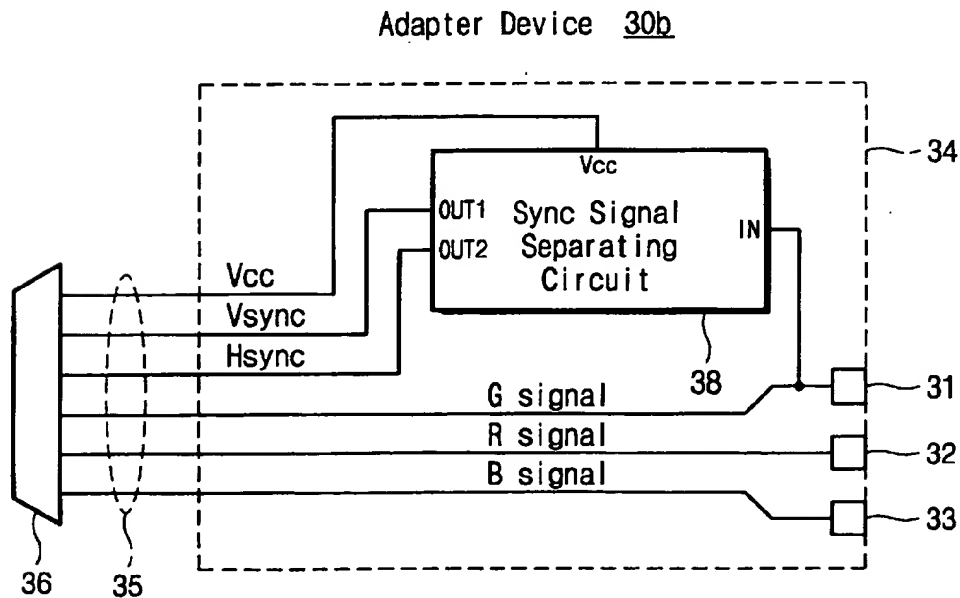 Adapter Device 30b
34
Vcc
OUT1
Sync Signal
IN
Separating
OUT2
Circuit
Vcc
Vsync
Hsync
38
G signal
31
R signal
32
B signal
33
36
35